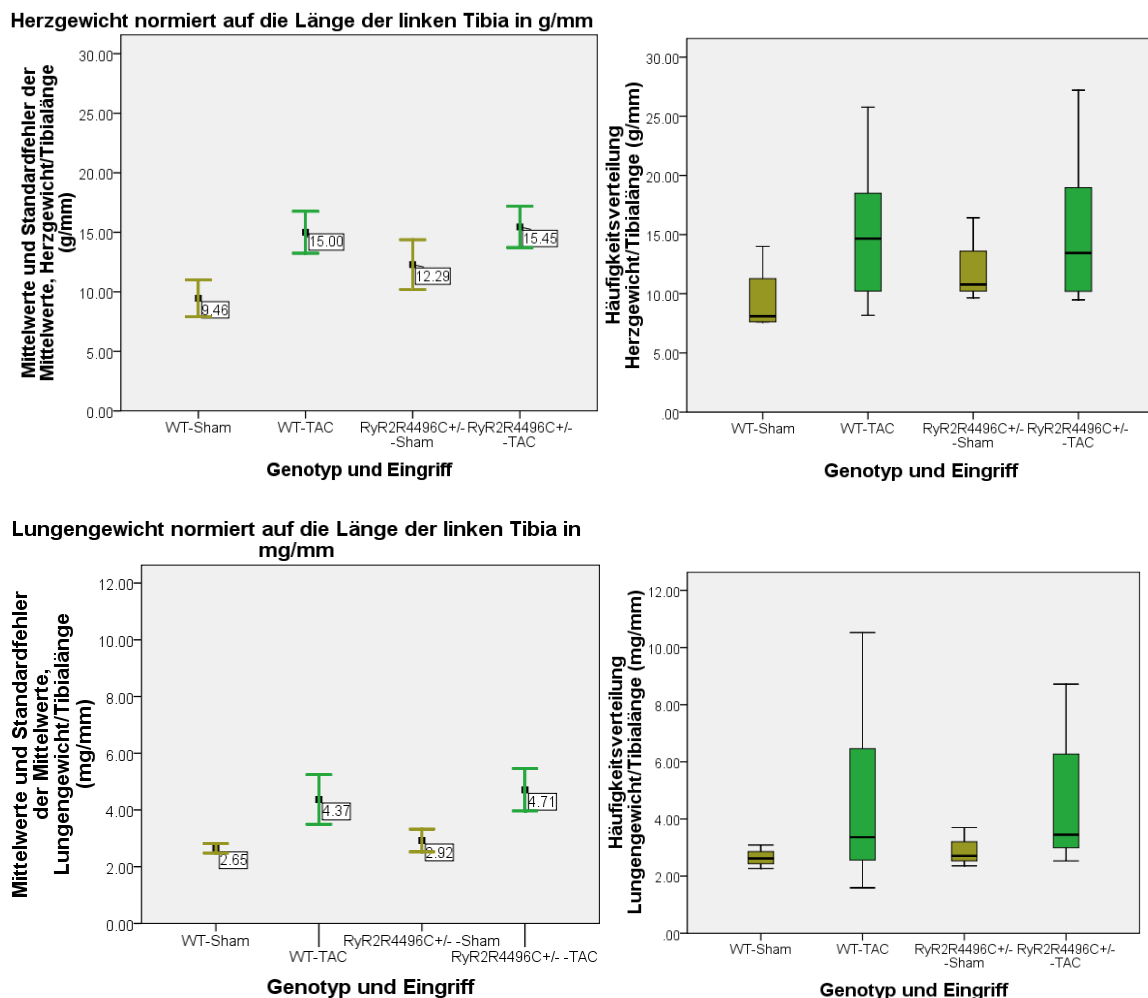 Herzgewicht normiert auf die Länge der linken Tibia in g/mm
Mittelwerte und Standardfehler der
Mittelwerte, Herzgewicht/Tibialänge
(g/mm)
30.00
25.00
20.00
15.00
10.00
5.00
0.00
9.46
15.00
12.29
15.45
WT-Sham
WT-TAC
RyR2R4496C+/-
-Sham
RyR2R4496C+/-
-TAC
Genotyp und Eingriff
Häufigkeitsverteilung
Herzgewicht/Tibialänge (g/mm)
30.00
25.00
20.00
15.00
10.00
5.00
.00
WT-Sham
WT-TAC
RyR2R4496C+/-
-Sham
RyR2R4496C+/-
-TAC
Genotyp und Eingriff
Lungengewicht normiert auf die Länge der linken Tibia in
mg/mm
Mittelwerte und Standardfehler
der Mittelwerte,
Lungengewicht/Tibialänge
(mg/mm)
12.00
10.00
8.00
6.00
4.00
2.00
0.00
2.65
4.37
2.92
4.71
WT-Sham
WT-TAC
RyR2R4496C+/- -Sham
RyR2R4496C+/- -TAC
Genotyp und Eingriff
Häufigkeitsverteilung
Lungengewicht/Tibialänge (mg/mm)
12.00
10.00
8.00
6.00
4.00
2.00
.00
WT-Sham
WT-TAC
RyR2R4496C+/-
-Sham
RyR2R4496C+/-
-TAC
Genotyp und Eingriff